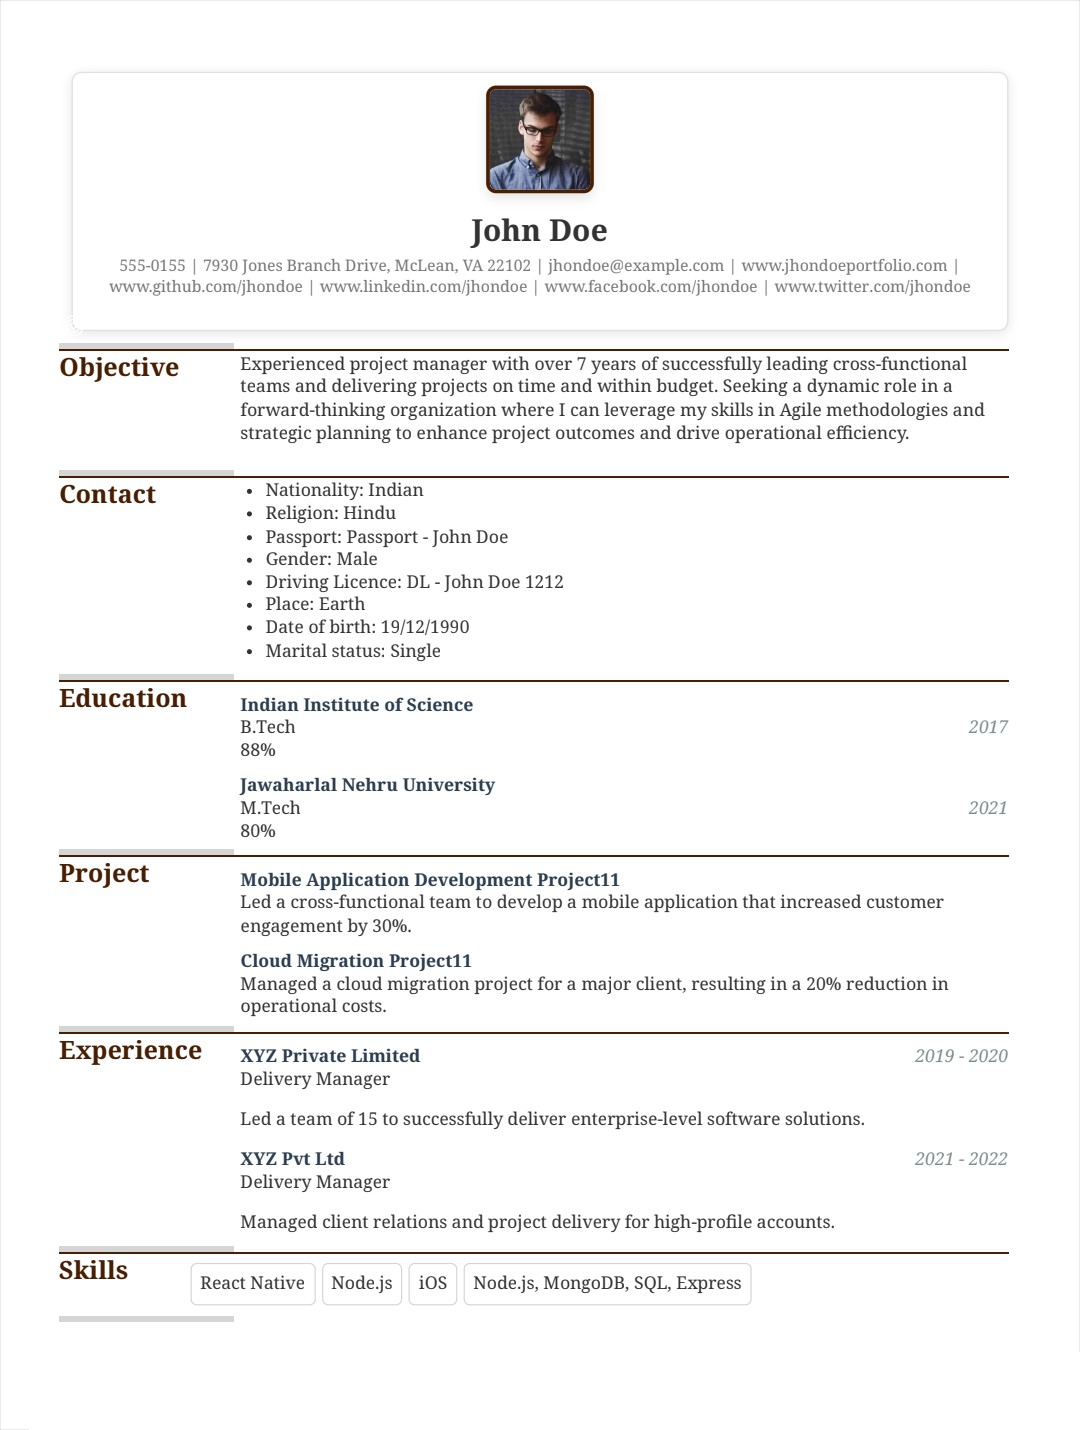 John Doe
555-0155 | 7930 Jones Branch Drive, McLean, VA 22102 | jhondoe@example.com | www.jhondoeportfolio.com |
www.github.com/jhondoe | www.linkedin.com/jhondoe | www.facebook.com/jhondoe | www.twitter.com/jhondoe
Objective
Experienced project manager with over 7 years of successfully leading cross-functional
teams and delivering projects on time and within budget. Seeking a dynamic role in a
forward-thinking organization where I can leverage my skills in Agile methodologies and
strategic planning to enhance project outcomes and drive operational efficiency.
Contact
• Nationality: Indian
• Religion: Hindu
• Passport: Passport - John Doe
• Gender: Male
• Driving Licence: DL - John Doe 1212
• Place: Earth
• Date of birth: 19/12/1990
• Marital status: Single
Education
Indian Institute of Science
B.Tech 2017
88%
Jawaharlal Nehru University
M.Tech 2021
80%
Project
Mobile Application Development Project11
Led a cross-functional team to develop a mobile application that increased customer
engagement by 30%.
Cloud Migration Project11
Managed a cloud migration project for a major client, resulting in a 20% reduction in
operational costs.
Experience
XYZ Private Limited 2019 - 2020
Delivery Manager
Led a team of 15 to successfully deliver enterprise-level software solutions.
XYZ Pvt Ltd 2021 - 2022
Delivery Manager
Managed client relations and project delivery for high-profile accounts.
Skills
React Native Node.js iOS Node.js, MongoDB, SQL, Express